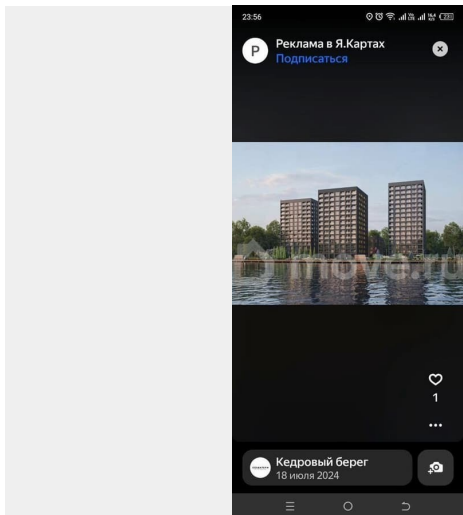 23:56
Р
Реклама в Я.Картах
Подписаться
move.ru
1
Кедровый берег
18 июля 2024